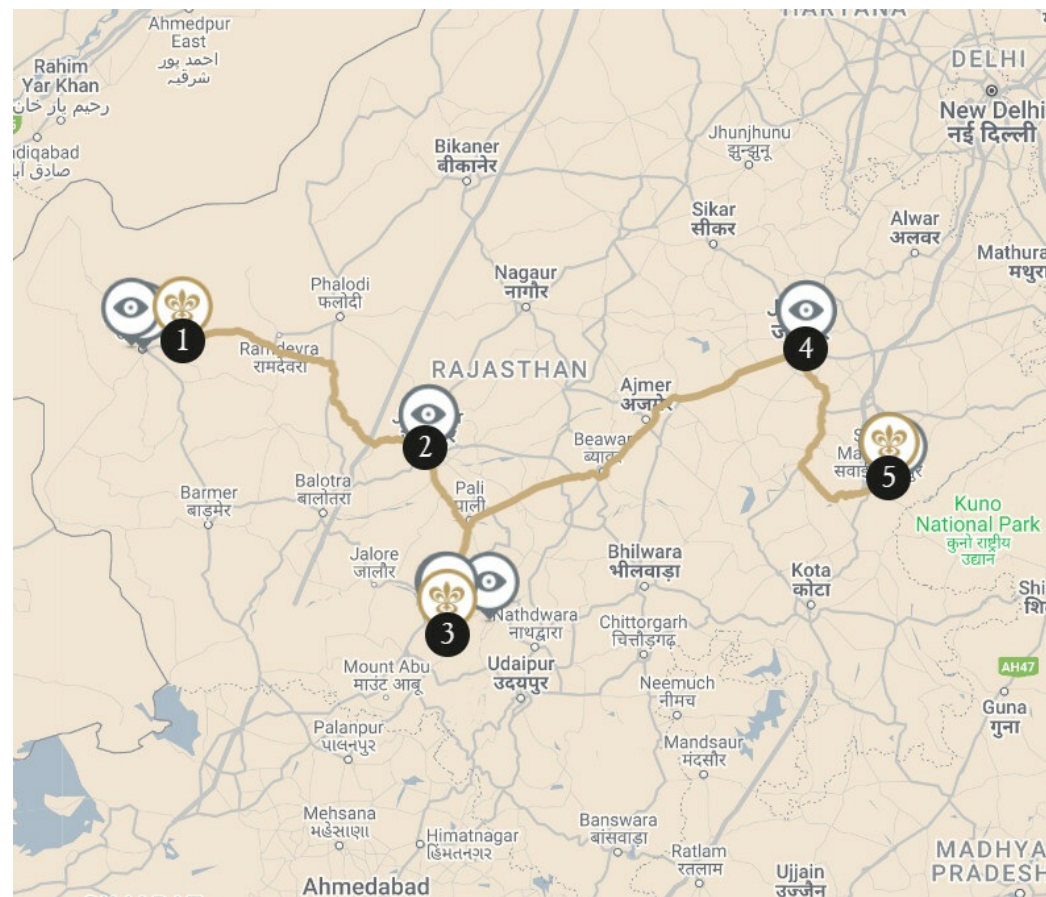 HARYANA
Ahmedpur
East
احمد پور
شرقیہ
Rahim
Yar Khan
رحیم یار خان
DELHI
New Delhi
नई दिल्ली
Jhunjhunu
झुन्झुनू
Bikaner
बीकानेर
Sikar
सीकर
Alwar
अलवर
Mathura
मथुरा
Nagaur
नागौर
Phalodi
फलोदी
1
Ramdevra
रामदेवरा
4
RAJASTHAN
Ajmer
अजमेर
2
Beawar
ब्यावर
5
Pali
पाली
Balotra
बालोतरा
Barmer
बाड़मेर
Kuno
National Park
कुनो राष्ट्रीय
उद्यान
Jalore
जालौर
Bhilwara
भीलवाड़ा
Kota
कोटा
3
Nathdwara
नाथद्वारा
Chittorgarh
चित्तौड़गढ़
Mount Abu
माउंट आबू
Udaipur
उदयपुर
Neemuch
नीमच
AH47
Guna
गुना
Palanpur
પાલનપુર
Mandsaur
मंदसौर
Mehsana
મહેસાણા
Himatnagar
હિંમતનગર
Banswara
बांसवाड़ा
Ratlam
रतलाम
Ujjain
उज्जैन
MADHYA
PRADESH
Ahmedabad